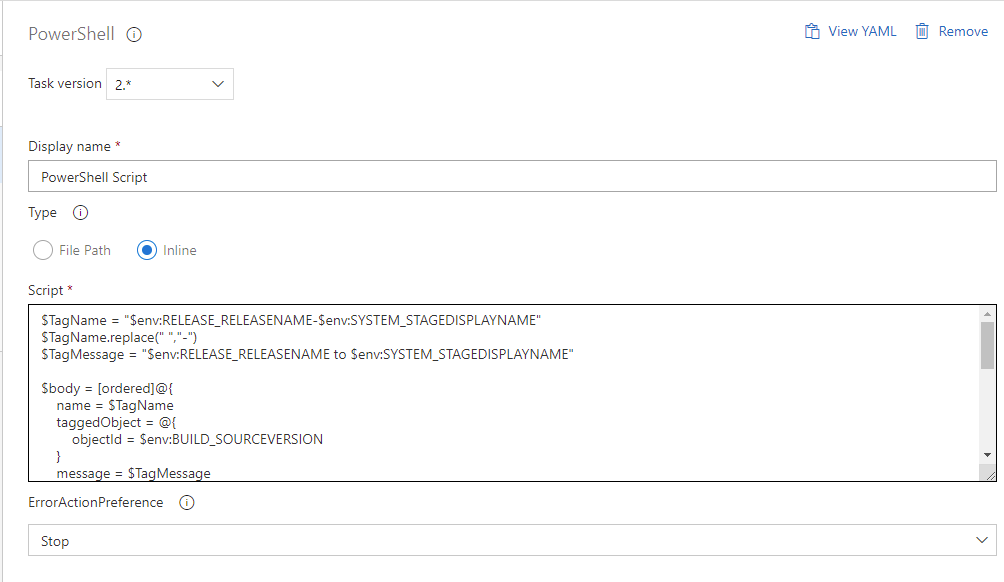 PowerShell
View YAML
Remove
Task version 2.*
Display name *
PowerShell Script
Type
File Path
Inline
Script *
$TagName = "$env:RELEASE_RELEASENAME-$env:SYSTEM_STAGEDISPLAYNAME"
$TagName.replace(" ","-")
$TagMessage = "$env:RELEASE_RELEASENAME to $env:SYSTEM_STAGEDISPLAYNAME"
$body = [ordered]@{
name = $TagName
taggedObject = @{
objectId = $env:BUILD_SOURCEVERSION
}
message = $TagMessage
ErrorActionPreference
Stop